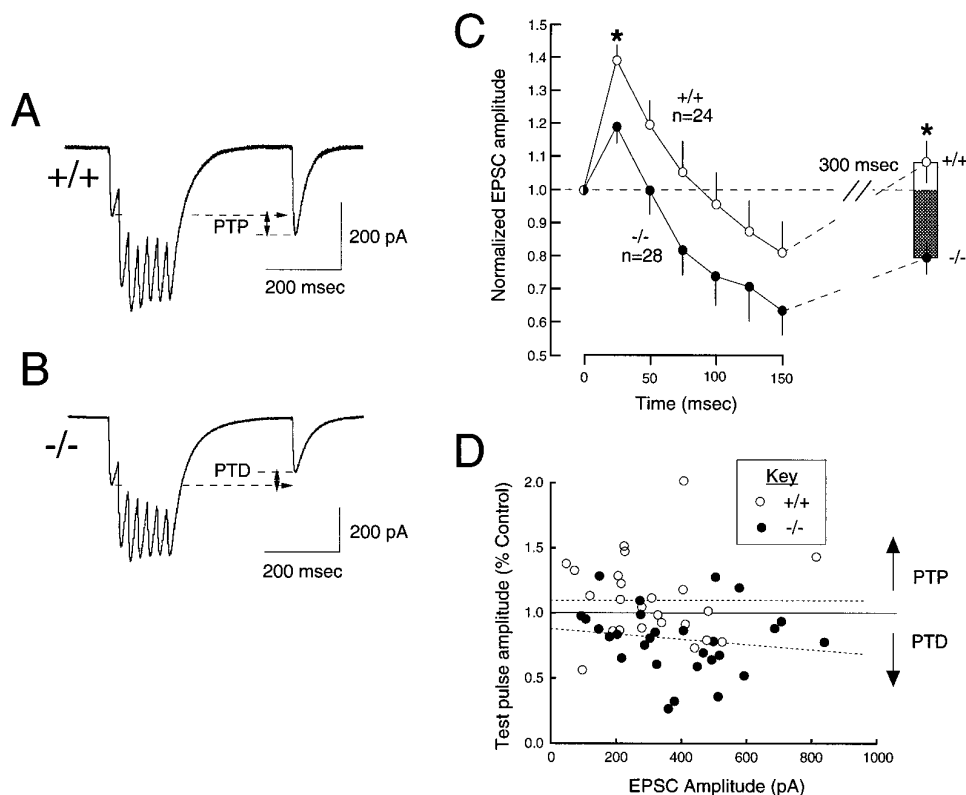 A
+/+
PTP
200 pA
200 msec
B
-/-
PTD
200 pA
200 msec
C
Normalized EPSC amplitude
1.5
1.4
1.3
1.2
1.1
1.0
0.9
0.8
0.7
0.6
0.5
*
+/+
n=24
-/-
n=28
300 msec
*
+/+
-/-
0
50
100
150
Time (msec)
D
Test pulse amplitude (% Control)
2.0
1.5
1.0
0.5
0.0
Key
+/+
-/-
PTP
PTD
0
200
400
600
800
1000
EPSC Amplitude (pA)